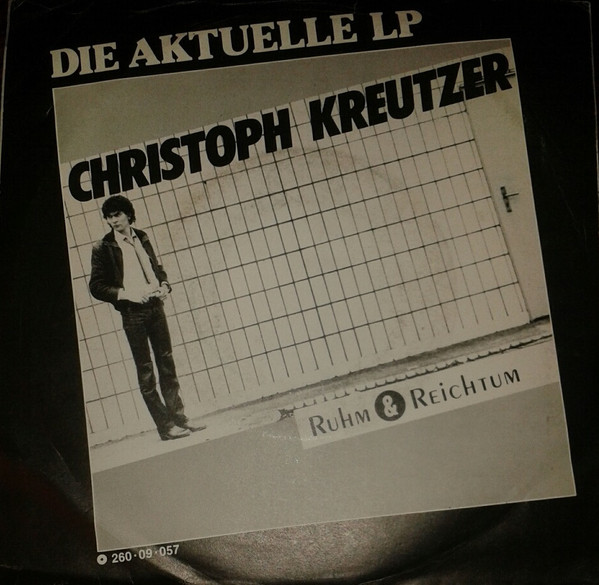 DIE AKTUELLE LP
CHRISTOPH KREUTZER
RUHM & REICHTUM
260·09·057